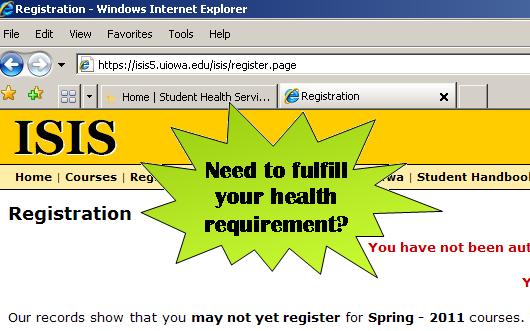 Registration - Windows Internet Explorer
File Edit View Favorites Tools Help
https://isis5.uiowa.edu/isis/register.page
Home | Student Health Servi... Registration
ISIS
Home | Courses | Reg wa | Student Handbook
Need to fulfill
your health
requirement?
Registration
You have not been aut
Y
Our records show that you may not yet register for Spring - 2011 courses.